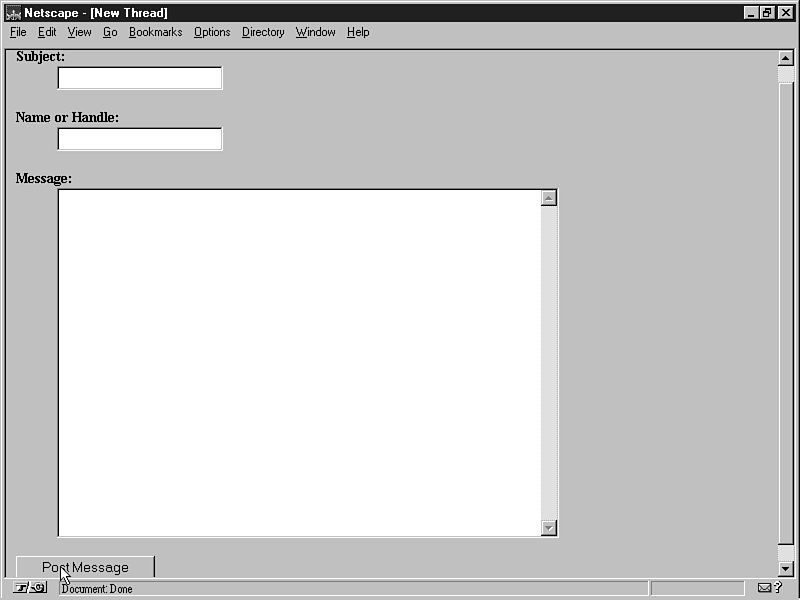 Netscape - [New Thread]
File Edit View Go Bookmarks Options Directory Window Help
Subject:
Name or Handle:
Message:
Post Message
Document: Done
?